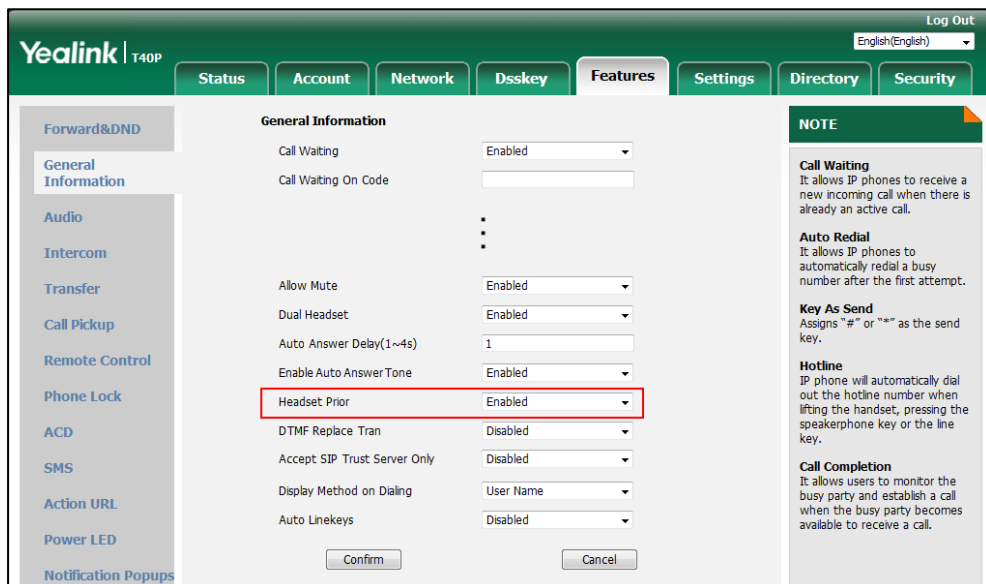 Log Out
Yealink | T40P
English(English)
Status Account Network Dsskey Features Settings Directory Security
Forward&DND
General
Information
Audio
Intercom
Transfer
Call Pickup
Remote Control
Phone Lock
ACD
SMS
Action URL
Power LED
Notification Popups
General Information
Call Waiting Enabled
Call Waiting On Code
Allow Mute Enabled
Dual Headset Enabled
Auto Answer Delay(1~4s) 1
Enable Auto Answer Tone Enabled
Headset Prior Enabled
DTMF Replace Tran Disabled
Accept SIP Trust Server Only Disabled
Display Method on Dialing User Name
Auto Linekeys Disabled
Confirm Cancel
NOTE
Call Waiting
It allows IP phones to receive a
new incoming call when there is
already an active call.
Auto Redial
It allows IP phones to
automatically redial a busy
number after the first attempt.
Key As Send
Assigns "#" or "*" as the send
key.
Hotline
IP phone will automatically dial
out the hotline number when
lifting the handset, pressing the
speakerphone key or the line
key.
Call Completion
It allows users to monitor the
busy party and establish a call
when the busy party becomes
available to receive a call.